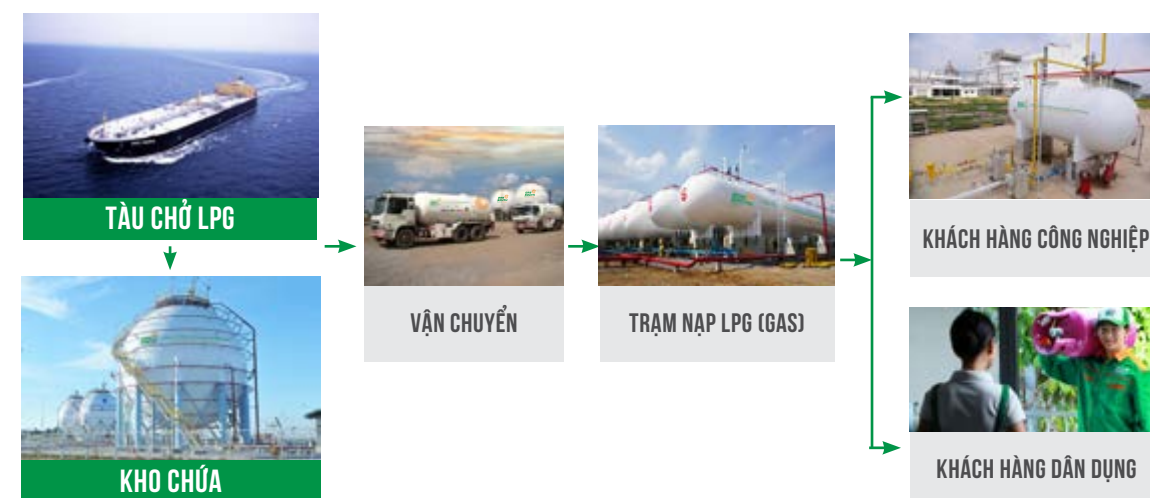 TÀU CHỞ LPG
KHO CHỨA
VẬN CHUYỂN
TRẠM NẠP LPG (GAS)
KHÁCH HÀNG CÔNG NGHIỆP
KHÁCH HÀNG DÂN DỤNG